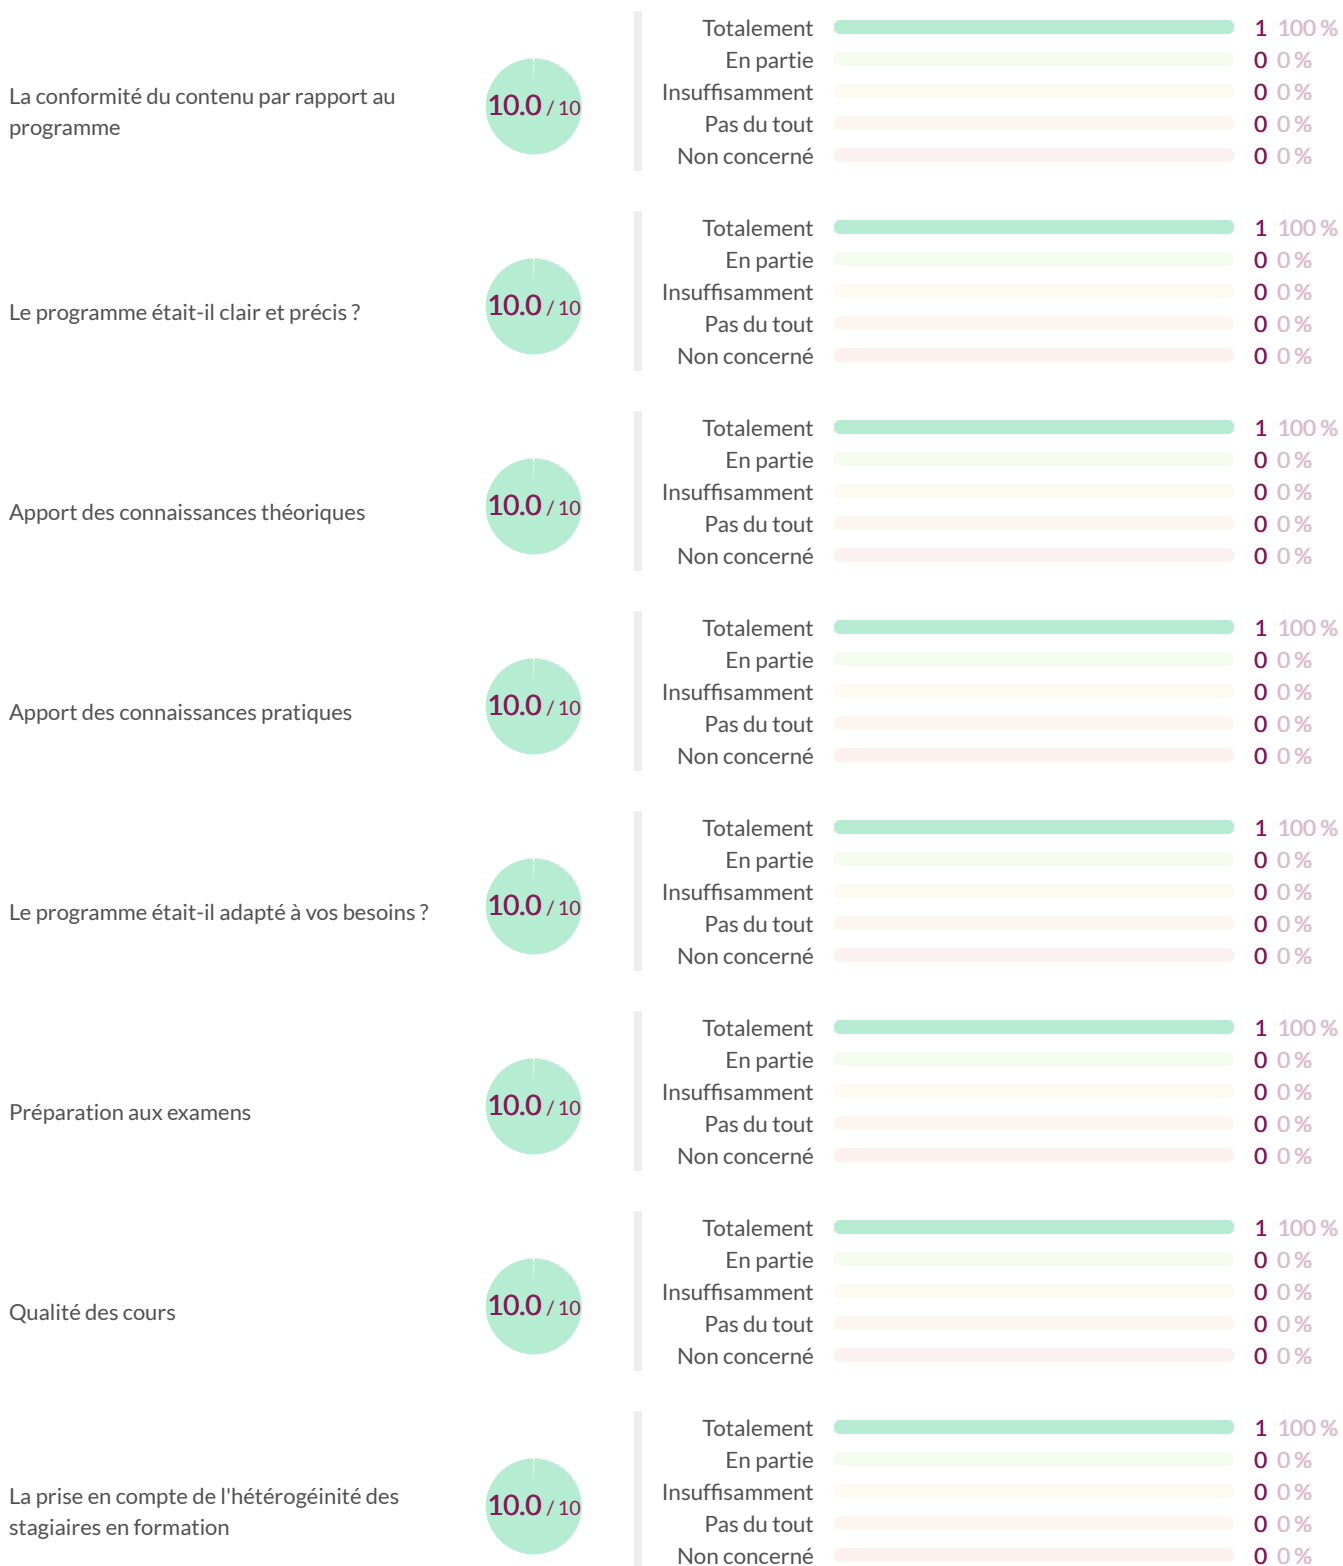 La conformité du contenu par rapport au
programme
10.0 / 10
Totalement 1 100 %
En partie 0 0 %
Insuffisamment 0 0 %
Pas du tout 0 0 %
Non concerné 0 0 %
Le programme était-il clair et précis ?
10.0 / 10
Totalement 1 100 %
En partie 0 0 %
Insuffisamment 0 0 %
Pas du tout 0 0 %
Non concerné 0 0 %
Apport des connaissances théoriques
10.0 / 10
Totalement 1 100 %
En partie 0 0 %
Insuffisamment 0 0 %
Pas du tout 0 0 %
Non concerné 0 0 %
Apport des connaissances pratiques
10.0 / 10
Totalement 1 100 %
En partie 0 0 %
Insuffisamment 0 0 %
Pas du tout 0 0 %
Non concerné 0 0 %
Le programme était-il adapté à vos besoins ?
10.0 / 10
Totalement 1 100 %
En partie 0 0 %
Insuffisamment 0 0 %
Pas du tout 0 0 %
Non concerné 0 0 %
Préparation aux examens
10.0 / 10
Totalement 1 100 %
En partie 0 0 %
Insuffisamment 0 0 %
Pas du tout 0 0 %
Non concerné 0 0 %
Qualité des cours
10.0 / 10
Totalement 1 100 %
En partie 0 0 %
Insuffisamment 0 0 %
Pas du tout 0 0 %
Non concerné 0 0 %
La prise en compte de l'hétérogéinité des
stagiaires en formation
10.0 / 10
Totalement 1 100 %
En partie 0 0 %
Insuffisamment 0 0 %
Pas du tout 0 0 %
Non concerné 0 0 %